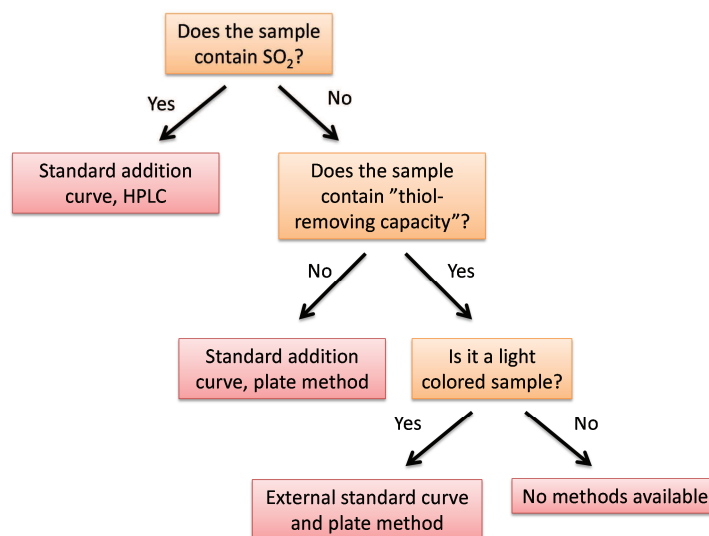 Does the sample
contain SO₂?
Yes
No
Standard addition
curve, HPLC
Does the sample
contain ”thiol-
removing capacity”?
No
Yes
Standard addition
curve, plate method
Is it a light
colored sample?
Yes
No
External standard curve
and plate method
No methods available